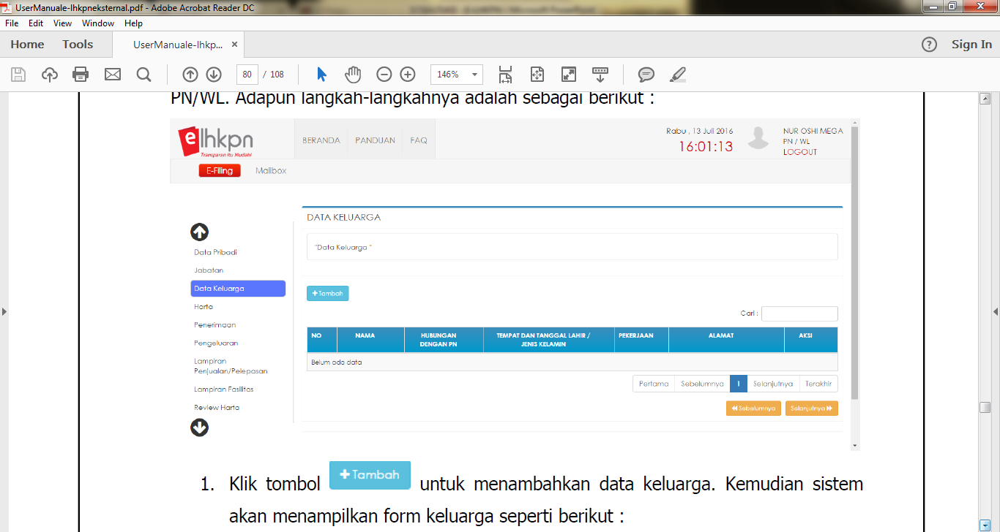 UserManuale-lhkpneksternal.pdf - Adobe Acrobat Reader DC
File Edit View Window Help
Home Tools UserManuale-lhkp... × ? Sign In
80 / 108 146%
PN/WL. Adapun langkah-langkahnya adalah sebagai berikut :
elhkpn
Transparan Itu Mudah!
BERANDA PANDUAN FAQ
Rabu , 13 Juli 2016
16:01:13
NUR OSHI MEGA
PN / WL
LOGOUT
E-Filing Mailbox
DATA KELUARGA
"Data Keluarga "
Data Pribadi
Jabatan
Data Keluarga
Harta
Penerimaan
Pengeluaran
Lampiran
Penjualan/Pelepasan
Lampiran Fasilitas
Review Harta
+Tambah
Cari :
NO NAMA HUBUNGAN DENGAN PN TEMPAT DAN TANGGAL LAHIR / JENIS KELAMIN PEKERJAAN ALAMAT AKSI
Belum ada data
Pertama Sebelumnya 1 Selanjutnya Terakhir
Sebelumnya Selanjutnya
1. Klik tombol +Tambah untuk menambahkan data keluarga. Kemudian sistem
akan menampilkan form keluarga seperti berikut :